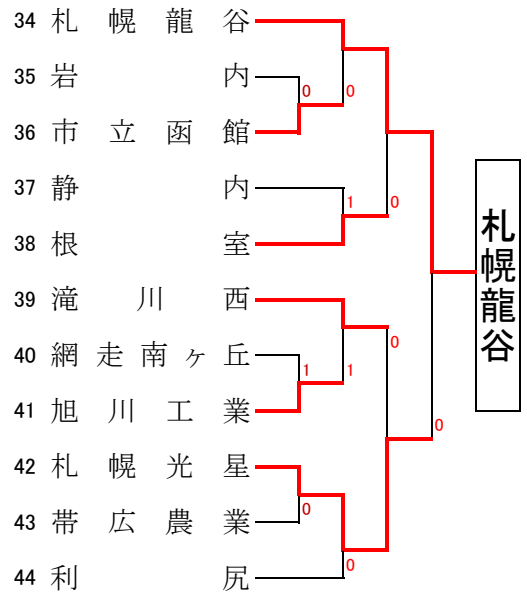 34 札幌龍谷
35 岩内
0
0
36 市立函館
37 静内
1
0
38 根室
札幌龍谷
39 滝川西
0
40 網走南ヶ丘
1
1
41 旭川工業
0
42 札幌光星
0
43 帯広農業
0
44 利尻